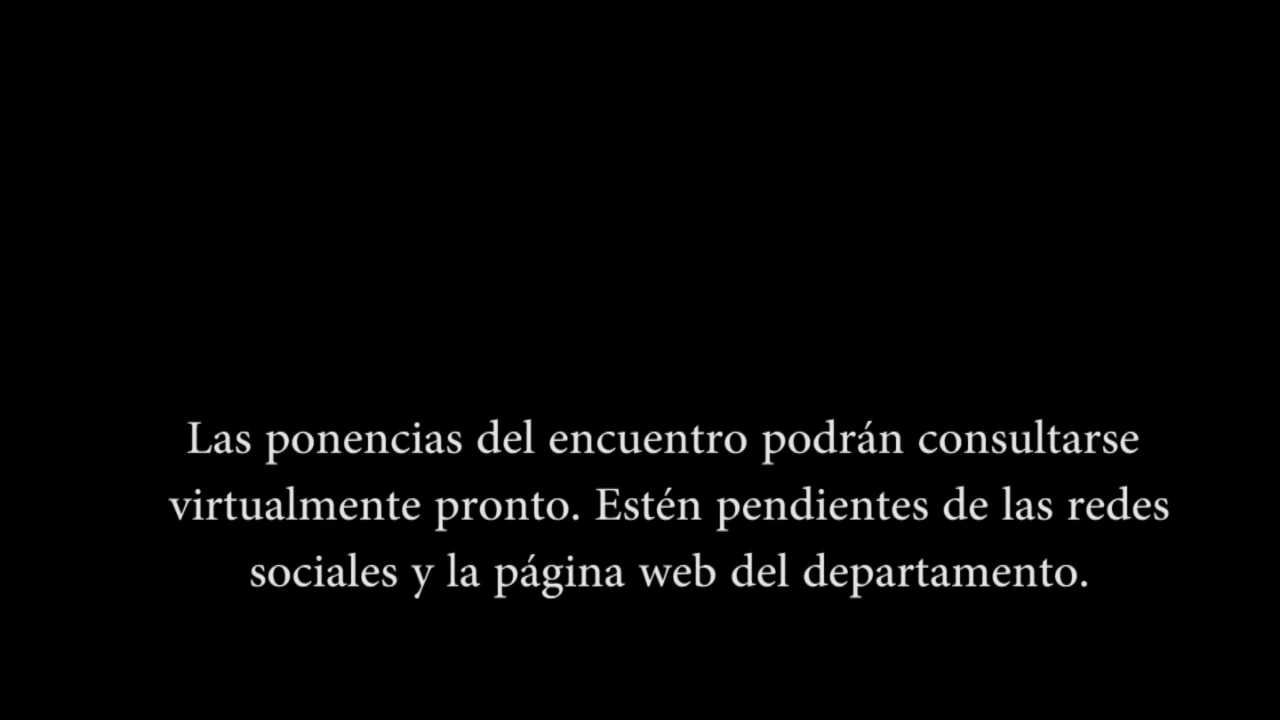 Las ponencias del encuentro podrán consultarse
virtualmente pronto. Estén pendientes de las redes
sociales y la página web del departamento.